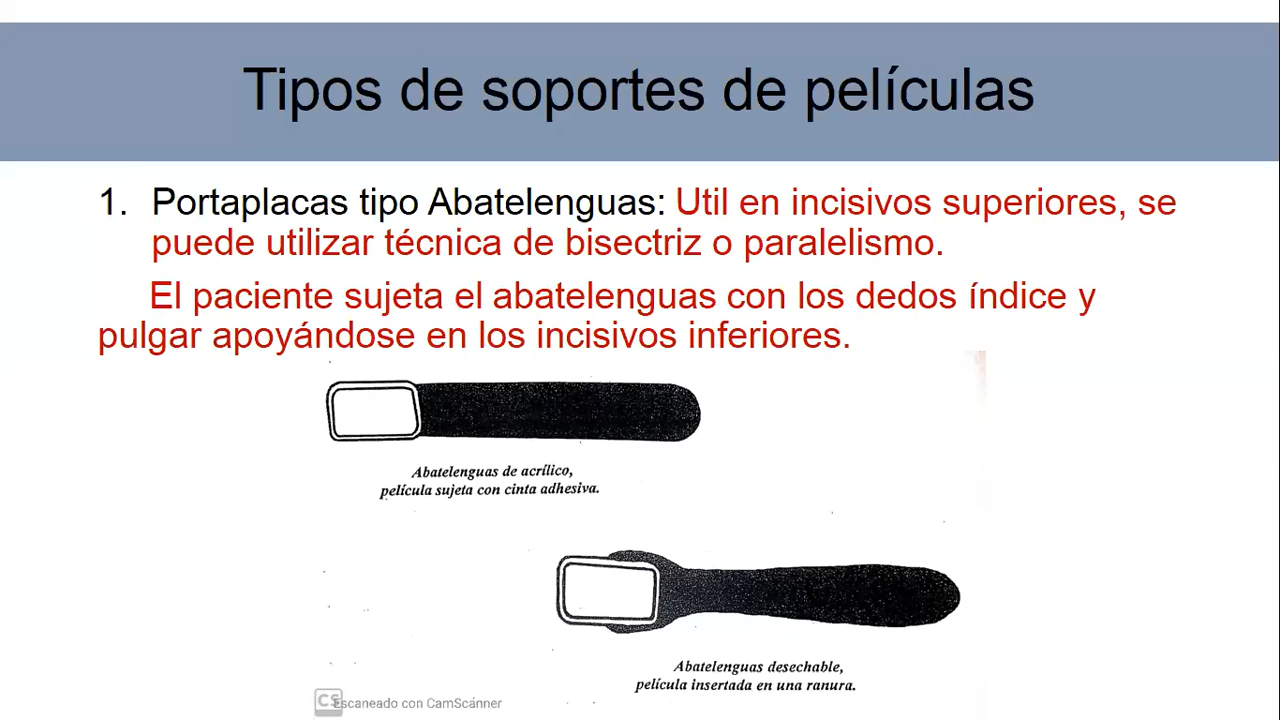 Tipos de soportes de películas
1. Portaplacas tipo Abatelenguas: Util en incisivos superiores, se
puede utilizar técnica de bisectriz o paralelismo.
El paciente sujeta el abatelenguas con los dedos índice y
pulgar apoyándose en los incisivos inferiores.
Abatelenguas de acrílico,
película sujeta con cinta adhesiva.
Abatelenguas desechable,
película insertada en una ranura.
CS Escaneado con CamScánner